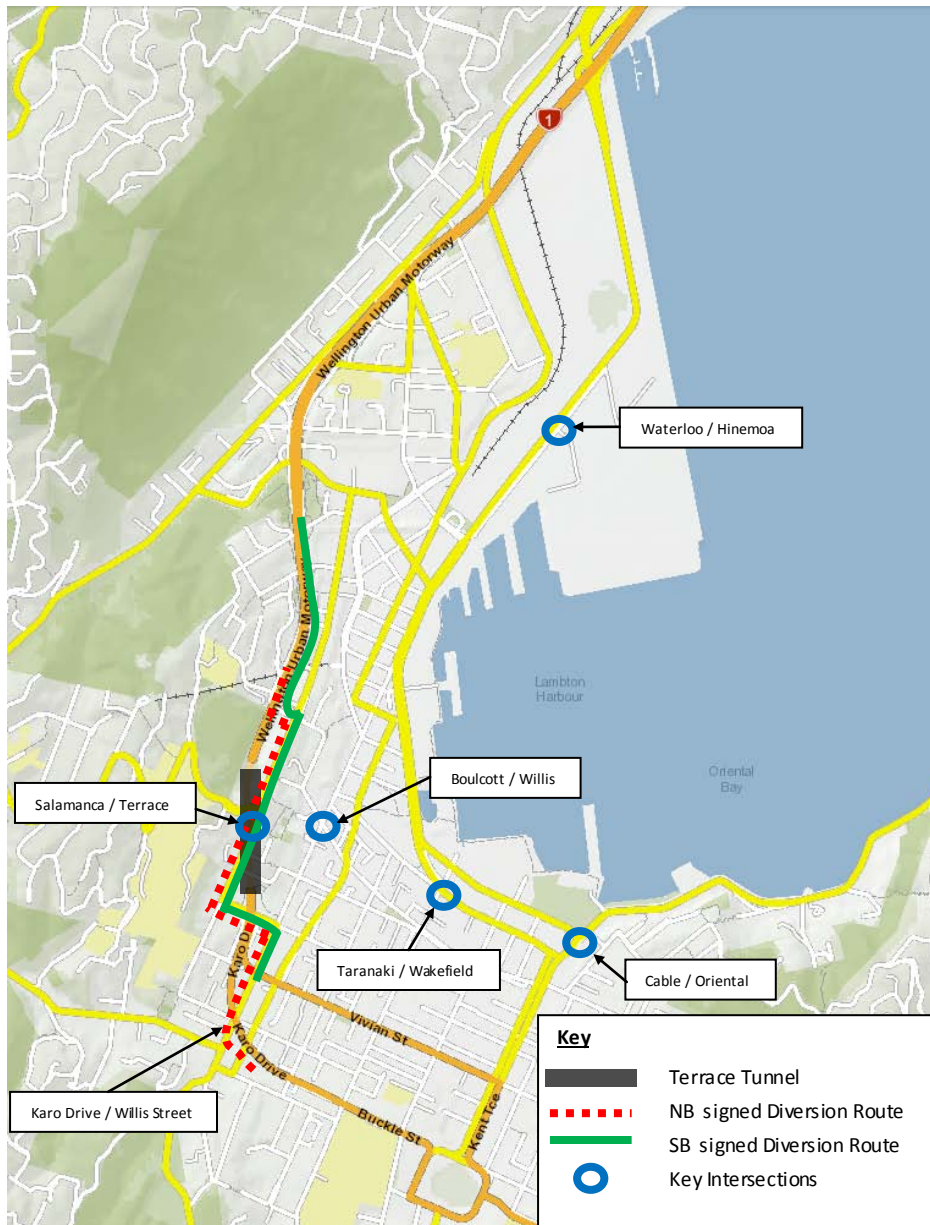 1
Wellington Urban Motorway
Waterloo / Hinemoa
Wellington Urban Motorway
Lambton
Harbour
Oriental
Bay
Boulcott / Willis
Salamanca / Terrace
Taranaki / Wakefield
Cable / Oriental
Karo D
Karo Drive
Vivian St
Buckle St
Kent Tce
Karo Drive / Willis Street
Key
Terrace Tunnel
NB signed Diversion Route
SB signed Diversion Route
Key Intersections